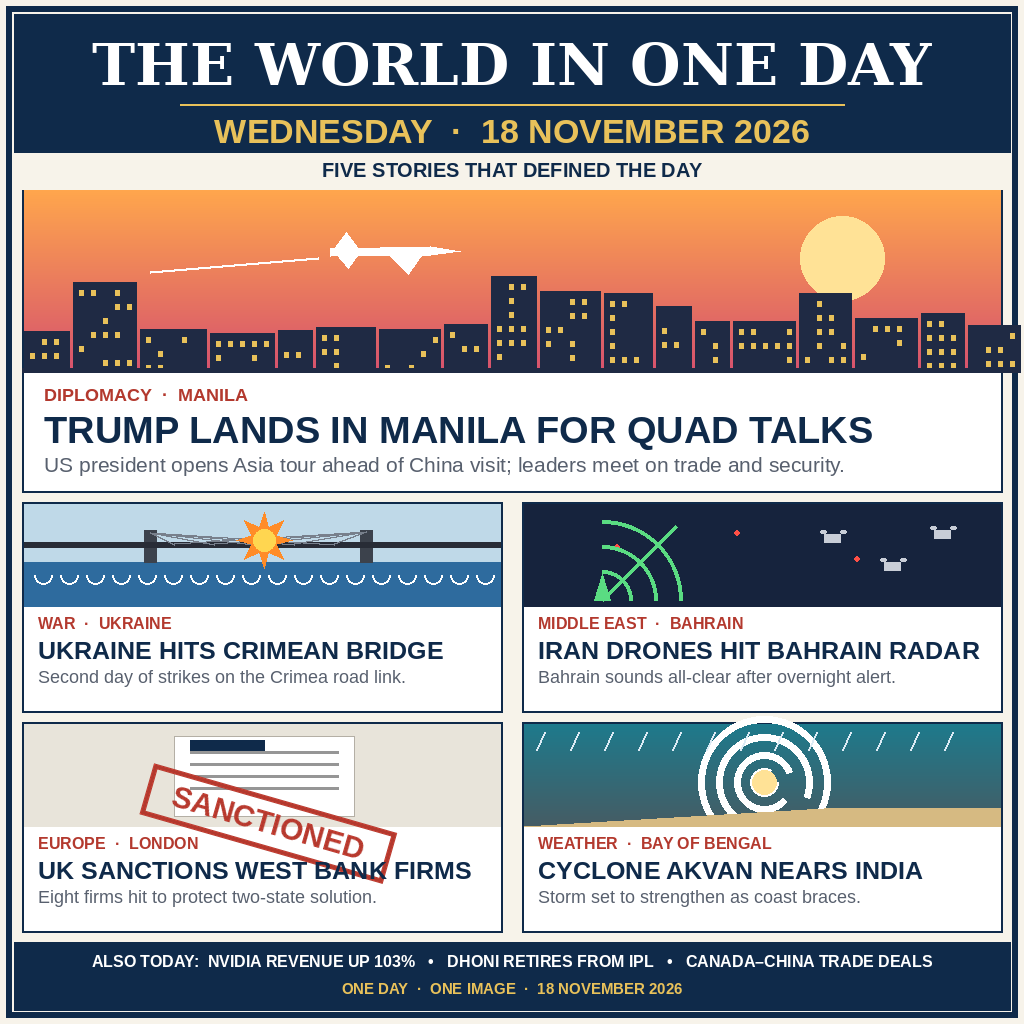 THE WORLD IN ONE DAY
WEDNESDAY · 18 NOVEMBER 2026
FIVE STORIES THAT DEFINED THE DAY
DIPLOMACY · MANILA
TRUMP LANDS IN MANILA FOR QUAD TALKS
US president opens Asia tour ahead of China visit; leaders meet on trade and security.
WAR · UKRAINE
UKRAINE HITS CRIMEAN BRIDGE
Second day of strikes on the Crimea road link.
MIDDLE EAST · BAHRAIN
IRAN DRONES HIT BAHRAIN RADAR
Bahrain sounds all-clear after overnight alert.
SANCTIONED
EUROPE · LONDON
UK SANCTIONS WEST BANK FIRMS
Eight firms hit to protect two-state solution.
WEATHER · BAY OF BENGAL
CYCLONE AKVAN NEARS INDIA
Storm set to strengthen as coast braces.
ALSO TODAY: NVIDIA REVENUE UP 103% • DHONI RETIRES FROM IPL • CANADA–CHINA TRADE DEALS
ONE DAY · ONE IMAGE · 18 NOVEMBER 2026